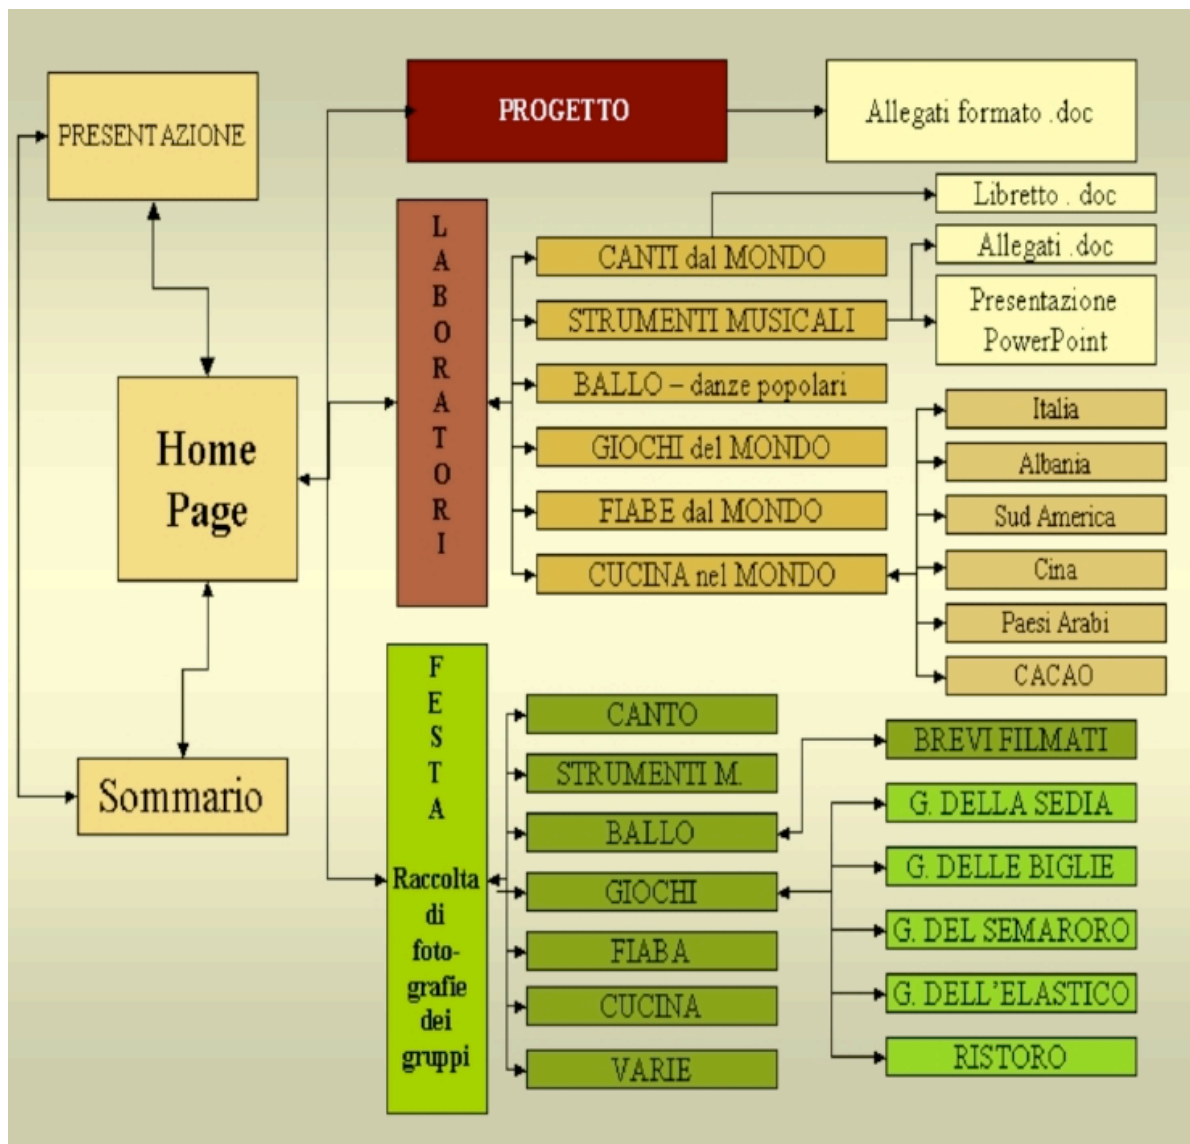 PRESENTAZIONE
Home
Page
Sommario
PROGETTO
Allegati formato .doc
LABORATORI
CANTI dal MONDO
STRUMENTI MUSICALI
BALLO – danze popolari
GIOCHI del MONDO
FIABE dal MONDO
CUCINA nel MONDO
Libretto . doc
Allegati .doc
Presentazione
PowerPoint
Italia
Albania
Sud America
Cina
Paesi Arabi
CACAO
FESTA
Raccolta
di
foto-
grafie
dei
gruppi
CANTO
STRUMENTI M.
BALLO
GIOCHI
FIABA
CUCINA
VARIE
BREVI FILMATI
G. DELLA SEDIA
G. DELLE BIGLIE
G. DEL SEMARORO
G. DELL'ELASTICO
RISTORO